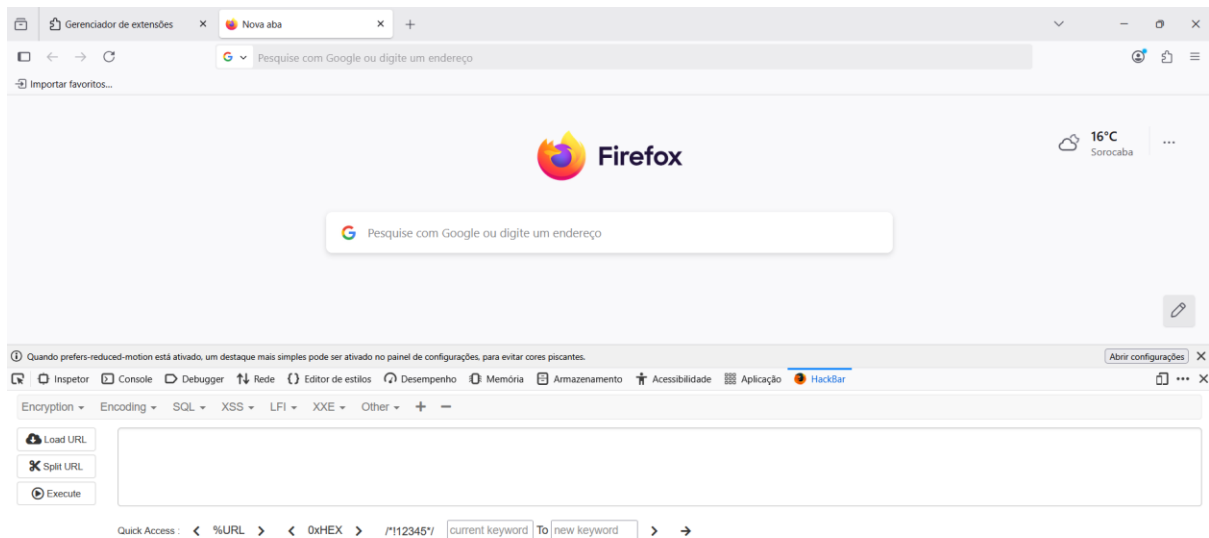 Gerenciador de extensões Nova aba
Pesquise com Google ou digite um endereço
Importar favoritos...
Firefox
16°C
Sorocaba
Pesquise com Google ou digite um endereço
Quando prefers-reduced-motion está ativado, um destaque mais simples pode ser ativado no painel de configurações, para evitar cores piscantes. Abrir configurações
Inspetor Console Debugger Rede Editor de estilos Desempenho Memória Armazenamento Acessibilidade Aplicação HackBar
Encryption Encoding SQL XSS LFI XXE Other
Load URL
Split URL
Execute
Quick Access : %URL 0xHEX /*!12345*/ current keyword To new keyword